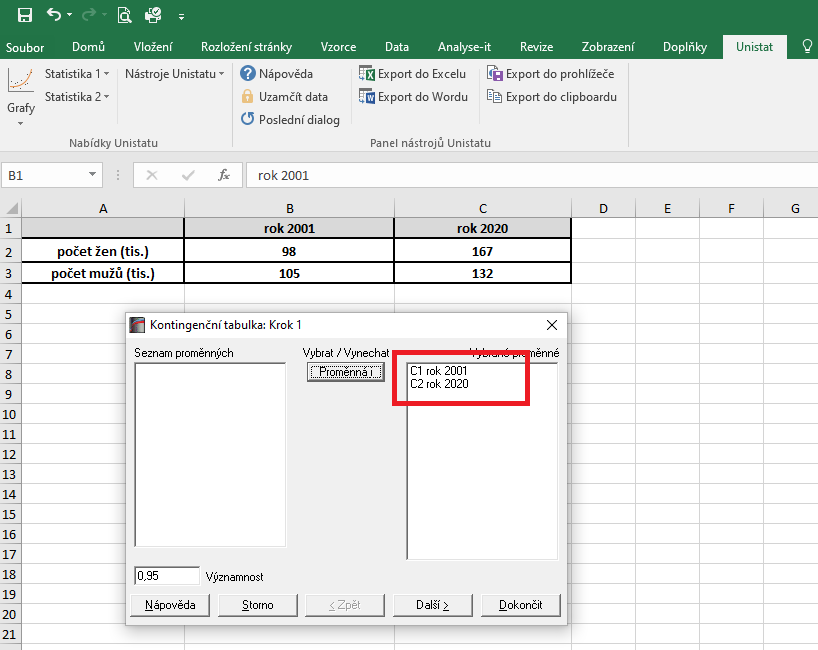 Soubor Domů Vložení Rozložení stránky Vzorce Data Analyse-it Revize Zobrazení Doplňky Unistat
Statistika 1 Nástroje Unistatu Nápověda Export do Excelu Export do prohlížeče
Statistika 2 Uzamčít data Export do Wordu Export do clipboardu
Grafy Poslední dialog
Nabídky Unistatu Panel nástrojů Unistatu
B1 fx rok 2001
A B C D E F G
1 rok 2001 rok 2020
2 počet žen (tis.) 98 167
3 počet mužů (tis.) 105 132
4
5
Kontingenční tabulka: Krok 1
6
7 Seznam proměnných Vybrat / Vynechat Vybrané proměnné
8 Proměnná i C1 rok 2001
C2 rok 2020
9
10
11
12
13
14
15
16
17
18 0,95 Významnost
19 Nápověda Storno < Zpět Další > Dokončit
20
21